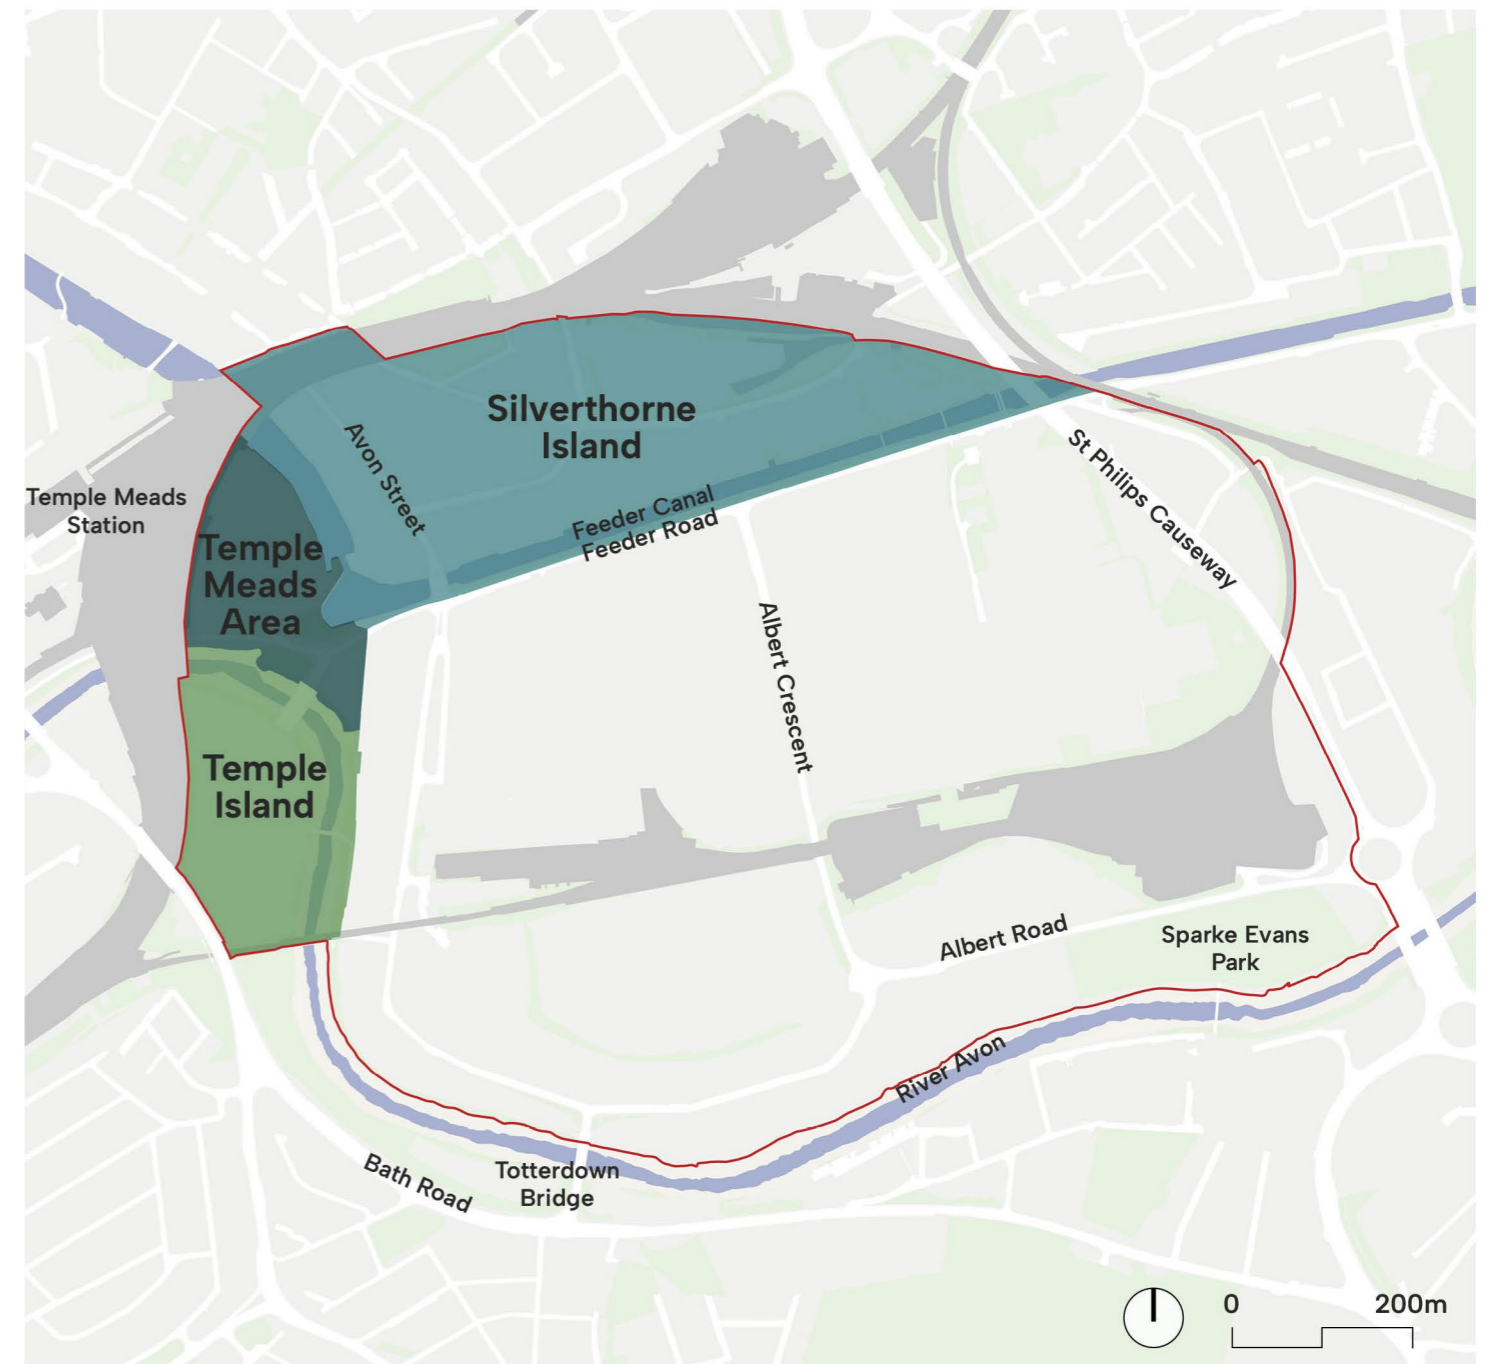 Silverthorne
Island
Avon Street
St Philips Causeway
Temple Meads
Station
Feeder Canal
Feeder Road
Temple
Meads
Area
Albert Crescent
Temple
Island
Albert Road
Sparke Evans
Park
River Avon
Bath Road
Totterdown
Bridge
0 200m